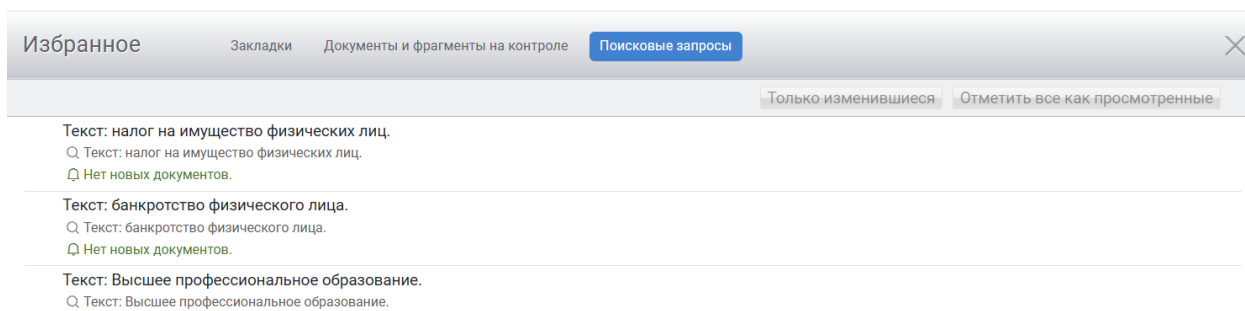 Избранное Закладки Документы и фрагменты на контроле Поисковые запросы
Только изменившиеся Отметить все как просмотренные
Текст: налог на имущество физических лиц.
Текст: налог на имущество физических лиц.
Нет новых документов.
Текст: банкротство физического лица.
Текст: банкротство физического лица.
Нет новых документов.
Текст: Высшее профессиональное образование.
Текст: Высшее профессиональное образование.